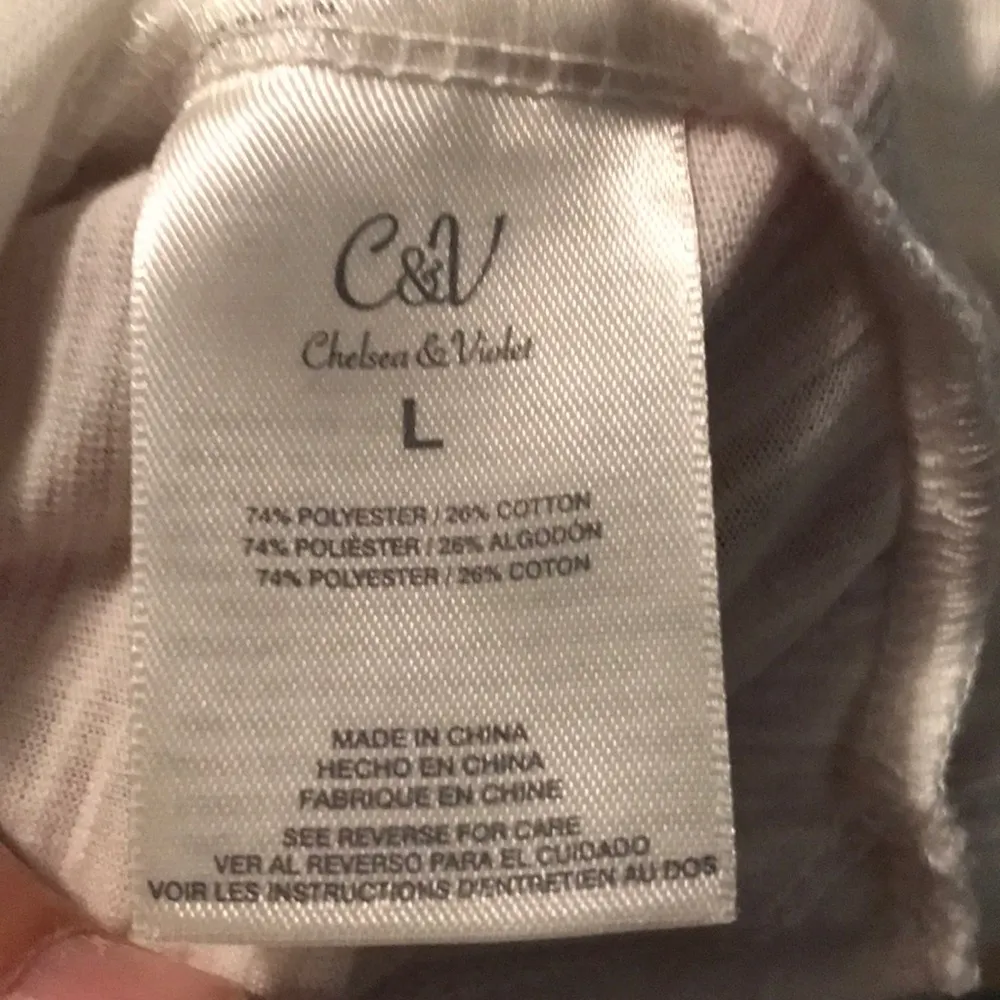 C&V
Chelsea & Violet
L
74% POLYESTER / 26% COTTON
74% POLIÉSTER / 26% ALGODÓN
74% POLYESTER / 26% COTON
MADE IN CHINA
HECHO EN CHINA
FABRIQUE EN CHINE
SEE REVERSE FOR CARE
VER AL REVERSO PARA EL CUIDADO
VOIR LES INSTRUCTIONS D'ENTRETIEN AU DOS